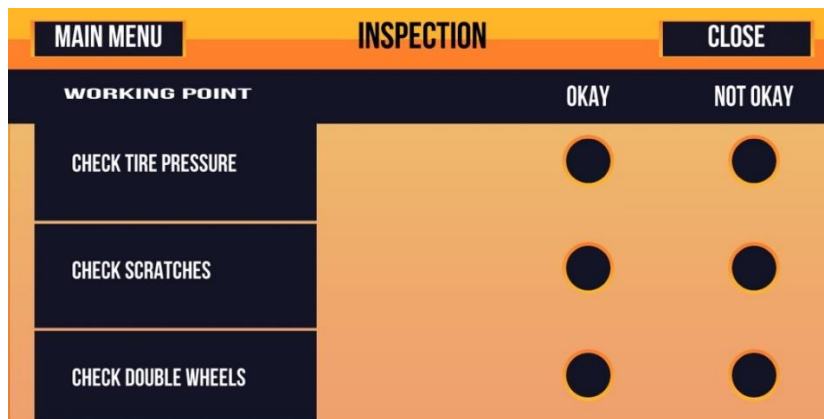 MAIN MENU
INSPECTION
CLOSE
WORKING POINT
OKAY
NOT OKAY
CHECK TIRE PRESSURE
CHECK SCRATCHES
CHECK DOUBLE WHEELS